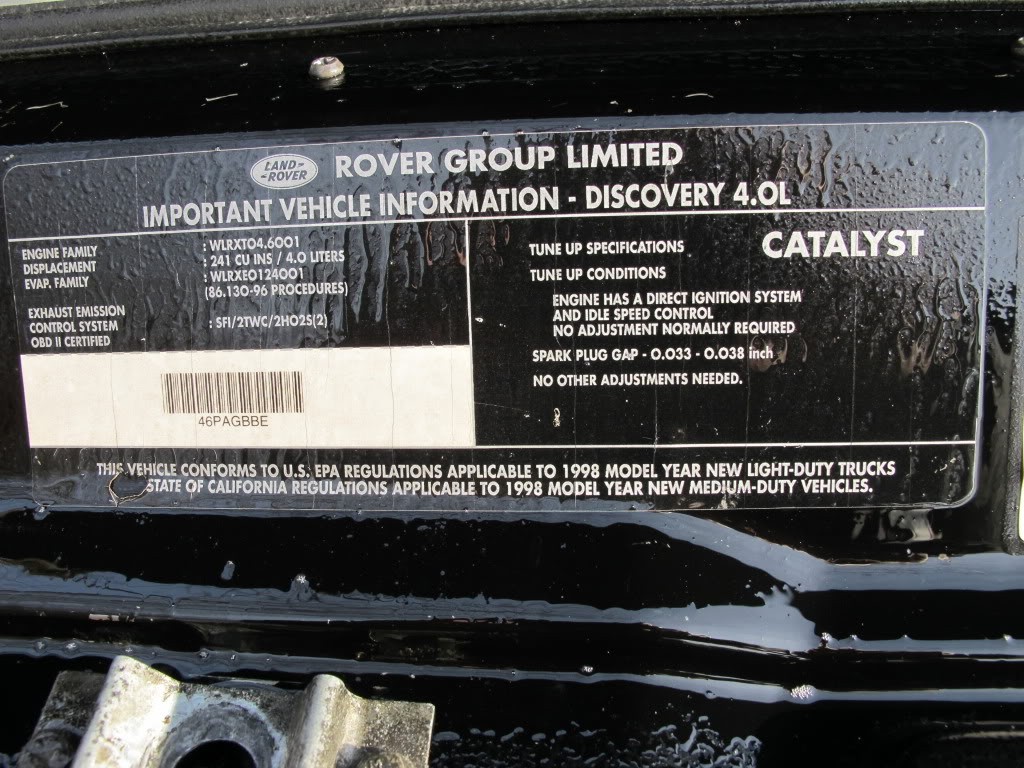 LAND-
-ROVER
ROVER GROUP LIMITED
IMPORTANT VEHICLE INFORMATION - DISCOVERY 4.0L
ENGINE FAMILY : WLRXT04.6001
DISPLACEMENT : 241 CU INS / 4.0 LITERS
EVAP. FAMILY : WLRXE0124001
(86.130-96 PROCEDURES)
EXHAUST EMISSION
CONTROL SYSTEM : SFI/2TWC/2HO2S(2)
OBD II CERTIFIED
46PAGBBE
CATALYST
TUNE UP SPECIFICATIONS
TUNE UP CONDITIONS
ENGINE HAS A DIRECT IGNITION SYSTEM
AND IDLE SPEED CONTROL
NO ADJUSTMENT NORMALLY REQUIRED
SPARK PLUG GAP - 0.033 - 0.038 inch
NO OTHER ADJUSTMENTS NEEDED.
THIS VEHICLE CONFORMS TO U.S. EPA REGULATIONS APPLICABLE TO 1998 MODEL YEAR NEW LIGHT-DUTY TRUCKS
STATE OF CALIFORNIA REGULATIONS APPLICABLE TO 1998 MODEL YEAR NEW MEDIUM-DUTY VEHICLES.